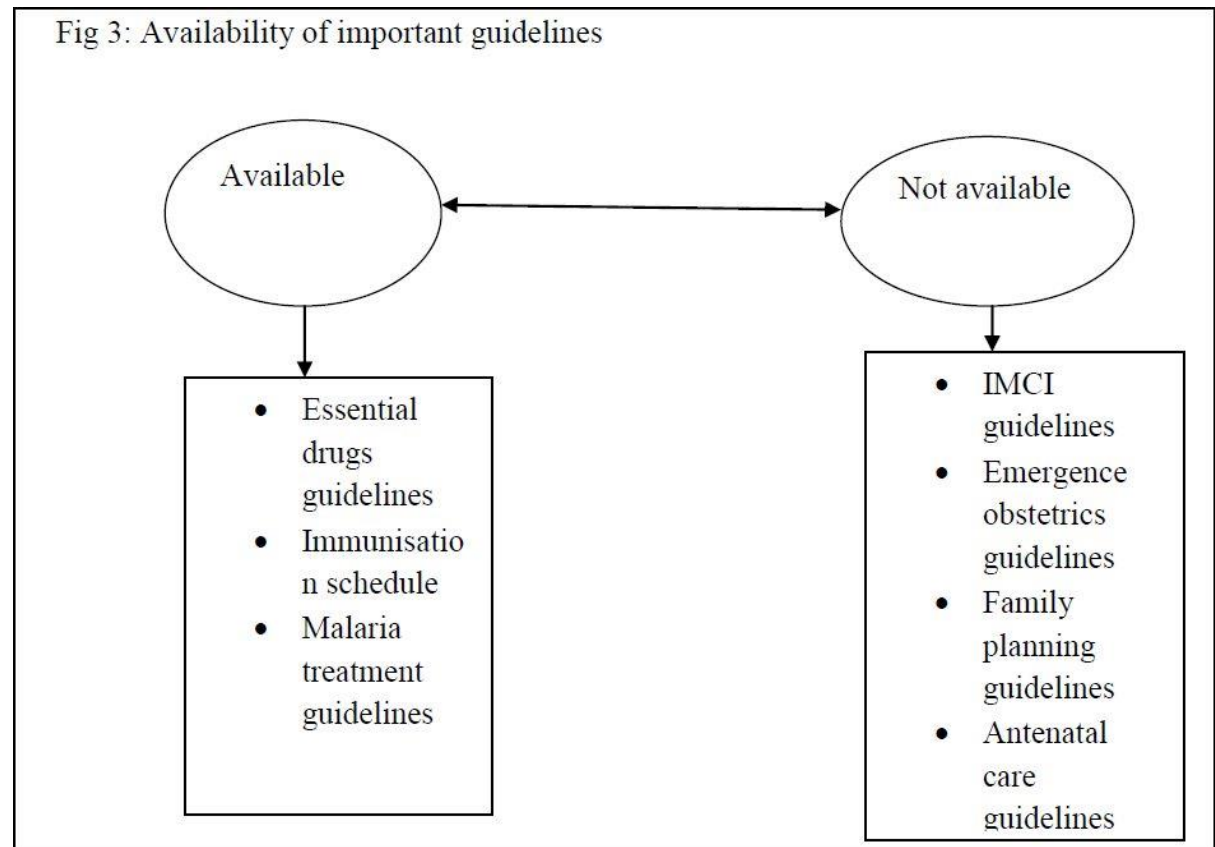 Fig 3: Availability of important guidelines
Available
Not available
• Essential
drugs
guidelines
• Immunisatio
n schedule
• Malaria
treatment
guidelines
• IMCI
guidelines
• Emergence
obstetrics
guidelines
• Family
planning
guidelines
• Antenatal
care
guidelines